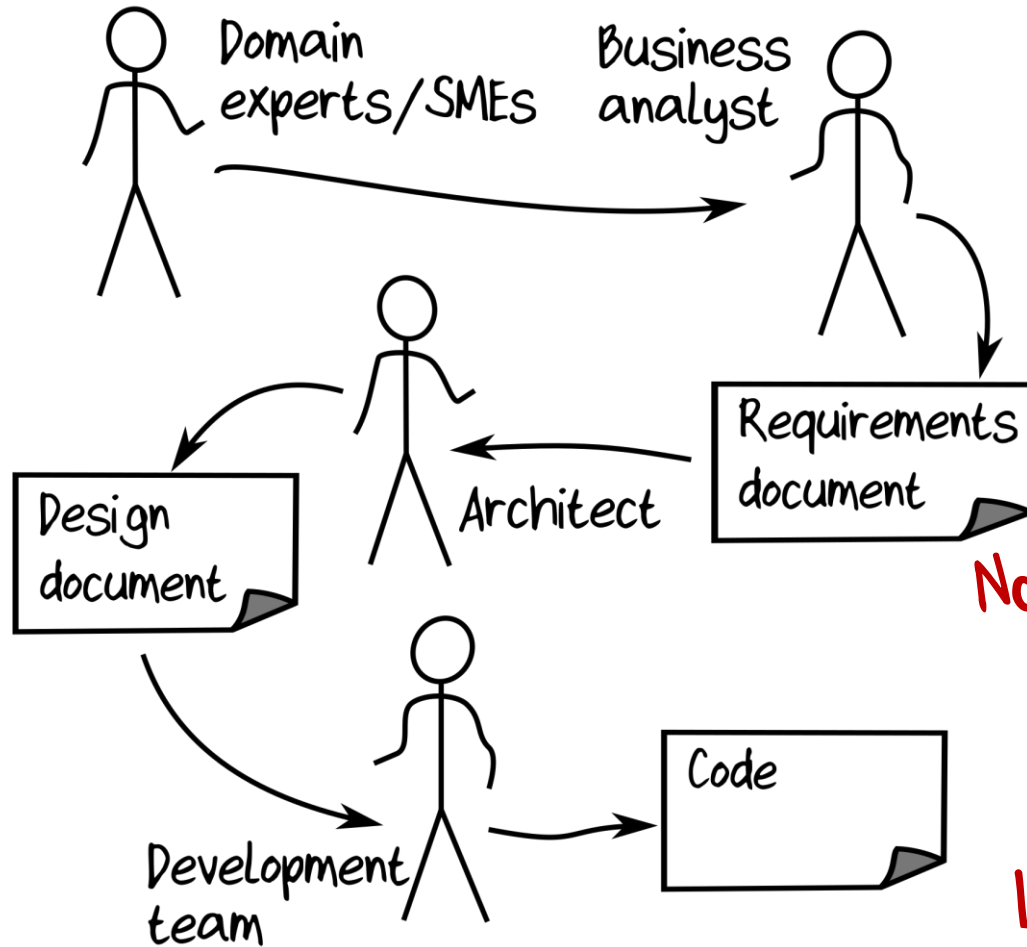 Domain
experts/SMEs
Business
analyst
Requirements
document
Architect
Design
document
Development
team
Code